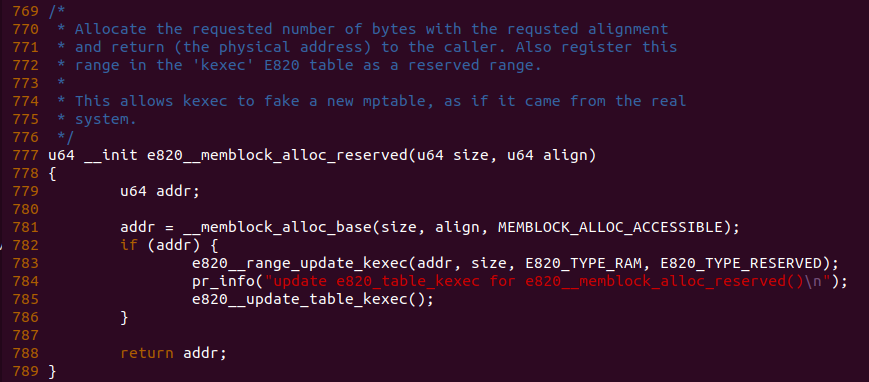 769 /*
770  * Allocate the requested number of bytes with the requsted alignment
771  * and return (the physical address) to the caller. Also register this
772  * range in the 'kexec' E820 table as a reserved range.
773  *
774  * This allows kexec to fake a new mptable, as if it came from the real
775  * system.
776  */
777 u64 __init e820__memblock_alloc_reserved(u64 size, u64 align)
778 {
779         u64 addr;
780
781         addr = __memblock_alloc_base(size, align, MEMBLOCK_ALLOC_ACCESSIBLE);
782         if (addr) {
783                 e820__range_update_kexec(addr, size, E820_TYPE_RAM, E820_TYPE_RESERVED);
784                 pr_info("update e820_table_kexec for e820__memblock_alloc_reserved()\n");
785                 e820__update_table_kexec();
786         }
787
788         return addr;
789 }